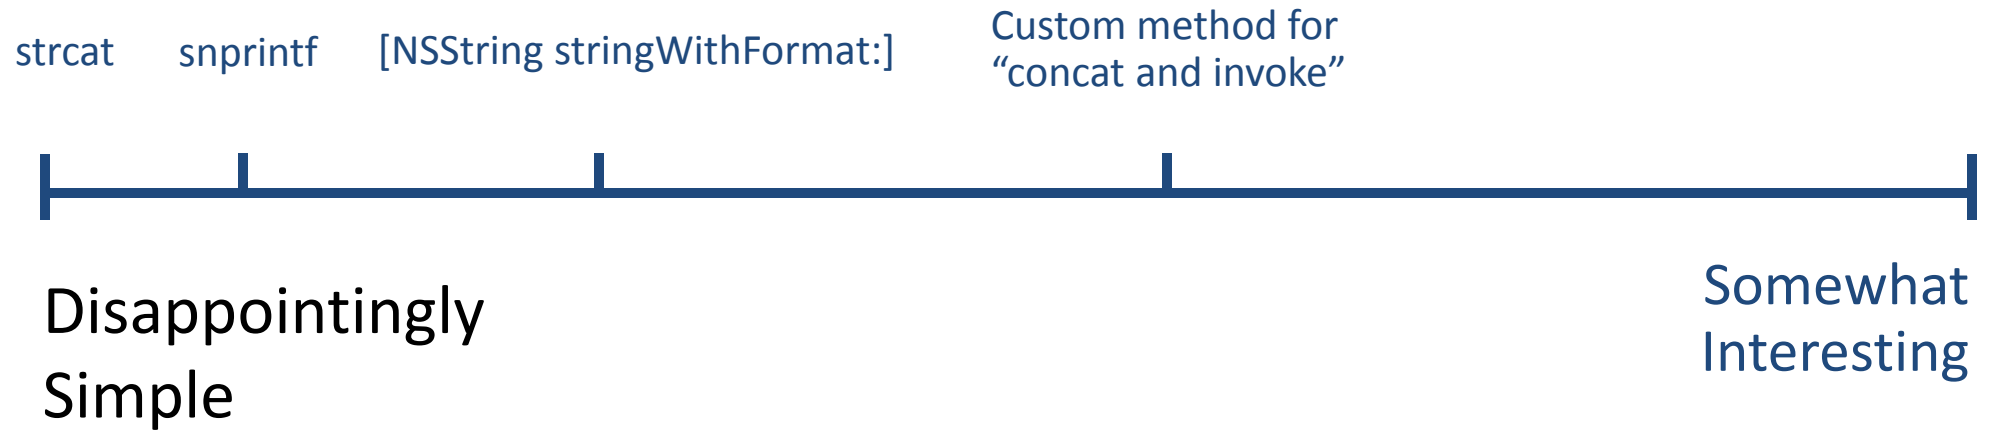 strcat
snprintf
[NSString stringWithFormat:]
Custom method for
“concat and invoke”
Disappointingly
Simple
Somewhat
Interesting